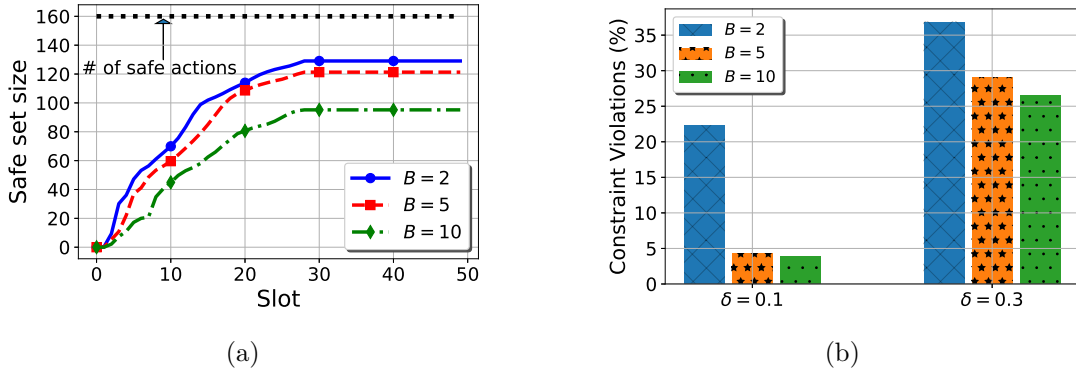 160
140
120
100
80
60
40
20
0
Safe set size
# of safe actions
B = 2
B = 5
B = 10
0 10 20 30 40 50
Slot
(a)
35
30
25
20
15
10
5
0
Constraint Violations (%)
B = 2
B = 5
B = 10
δ = 0.1 δ = 0.3
(b)